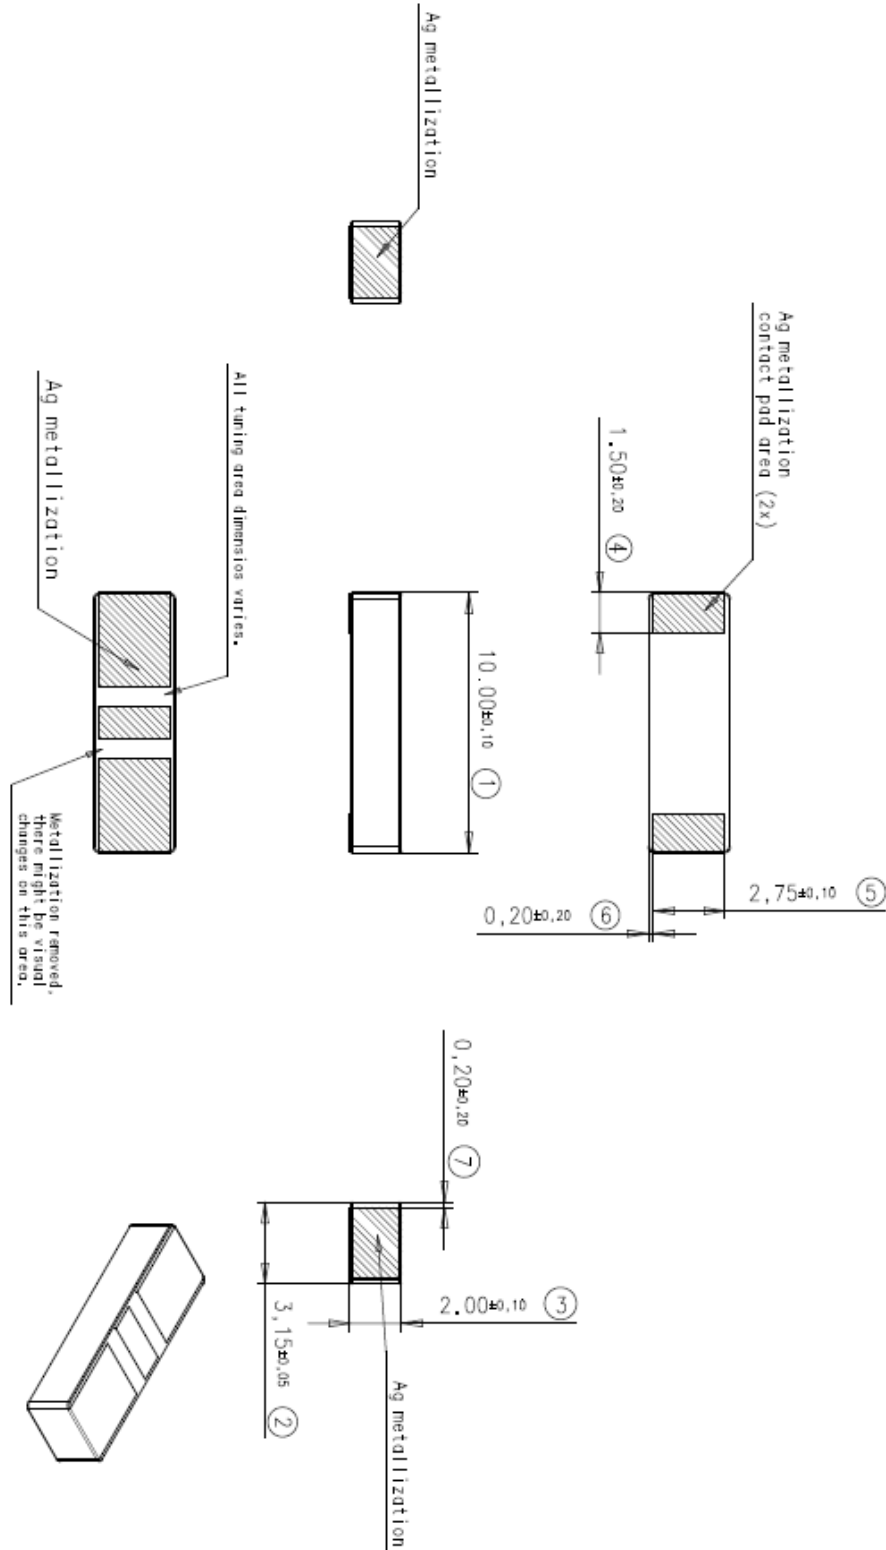 Ag metallization
Ag metallization
contact pad area (2x)
1.50±0,20 4
All tuning area dimensios varies.
Ag metallization
10.00±0,10 1
2,75±0,10 5
0,20±0,20 6
Metallization removed,
there might be visual
changes on this area.
0,20±0,20 7
2.00±0,10 3
3,15±0,05 2
Ag metallization